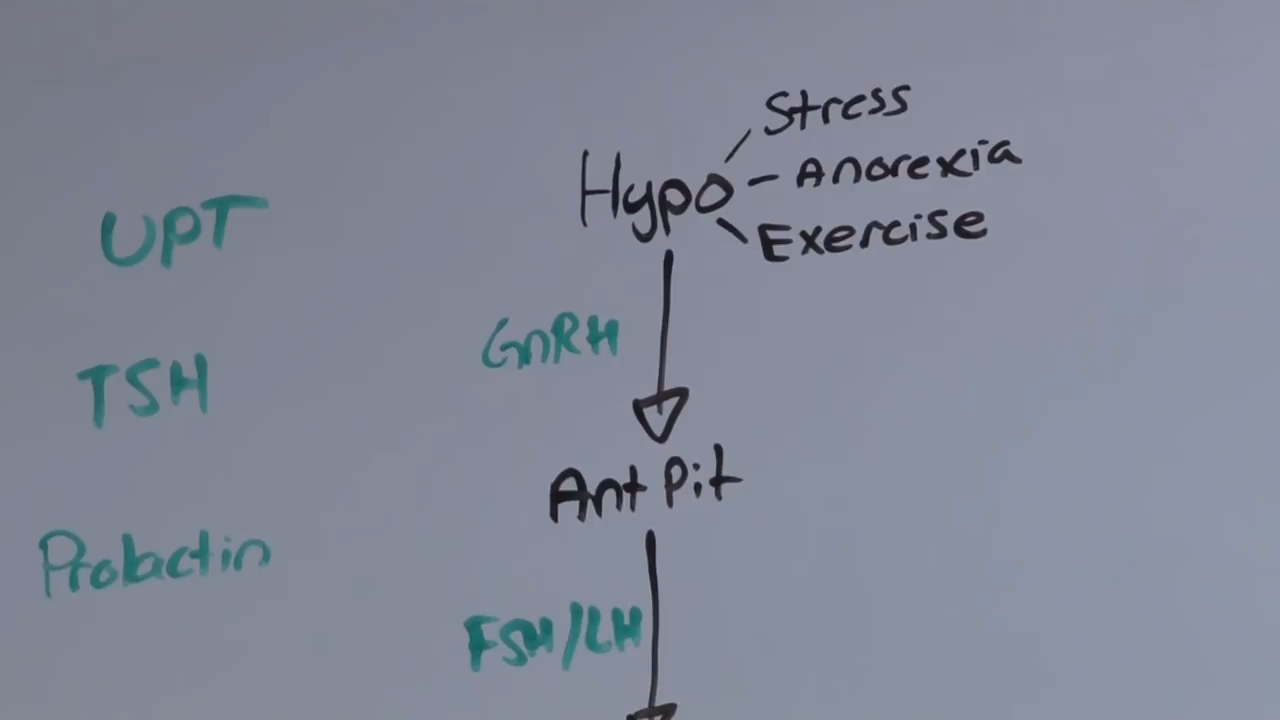 Stress
Hypo
Anorexia
Exercise
UPT
GnRH
TSH
Ant Pit
Prolactin
FSH/LH